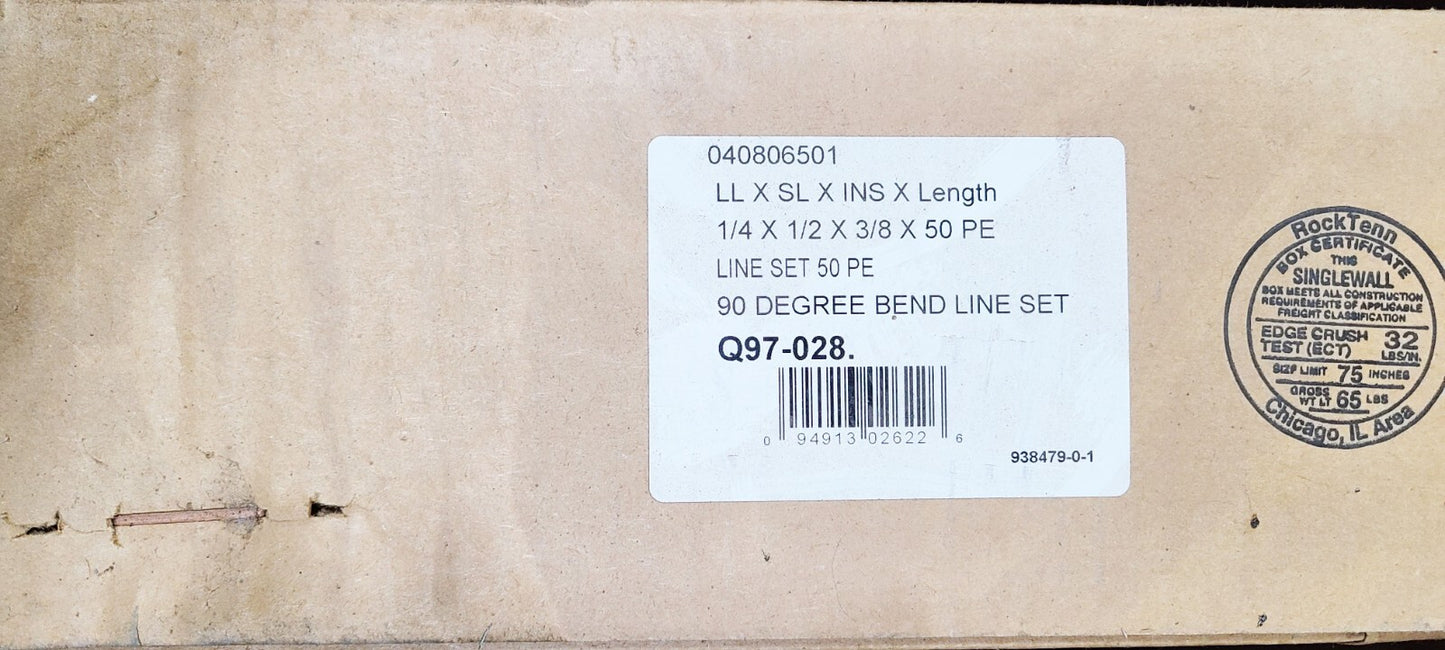 040806501
LL X SL X INS X Length
1/4 X 1/2 X 3/8 X 50 PE
LINE SET 50 PE
90 DEGREE BEND LINE SET
Q97-028.
0 94913 02622 6
938479-0-1
RockTenn
BOX CERTIFICATE
THIS
SINGLEWALL
BOX MEETS ALL CONSTRUCTION
REQUIREMENTS OF APPLICABLE
FREIGHT CLASSIFICATION
EDGE CRUSH
TEST (ECT) 32
LBS/IN.
SIZE LIMIT 75 INCHES
GROSS
WT LT 65 LBS
Chicago, IL Area